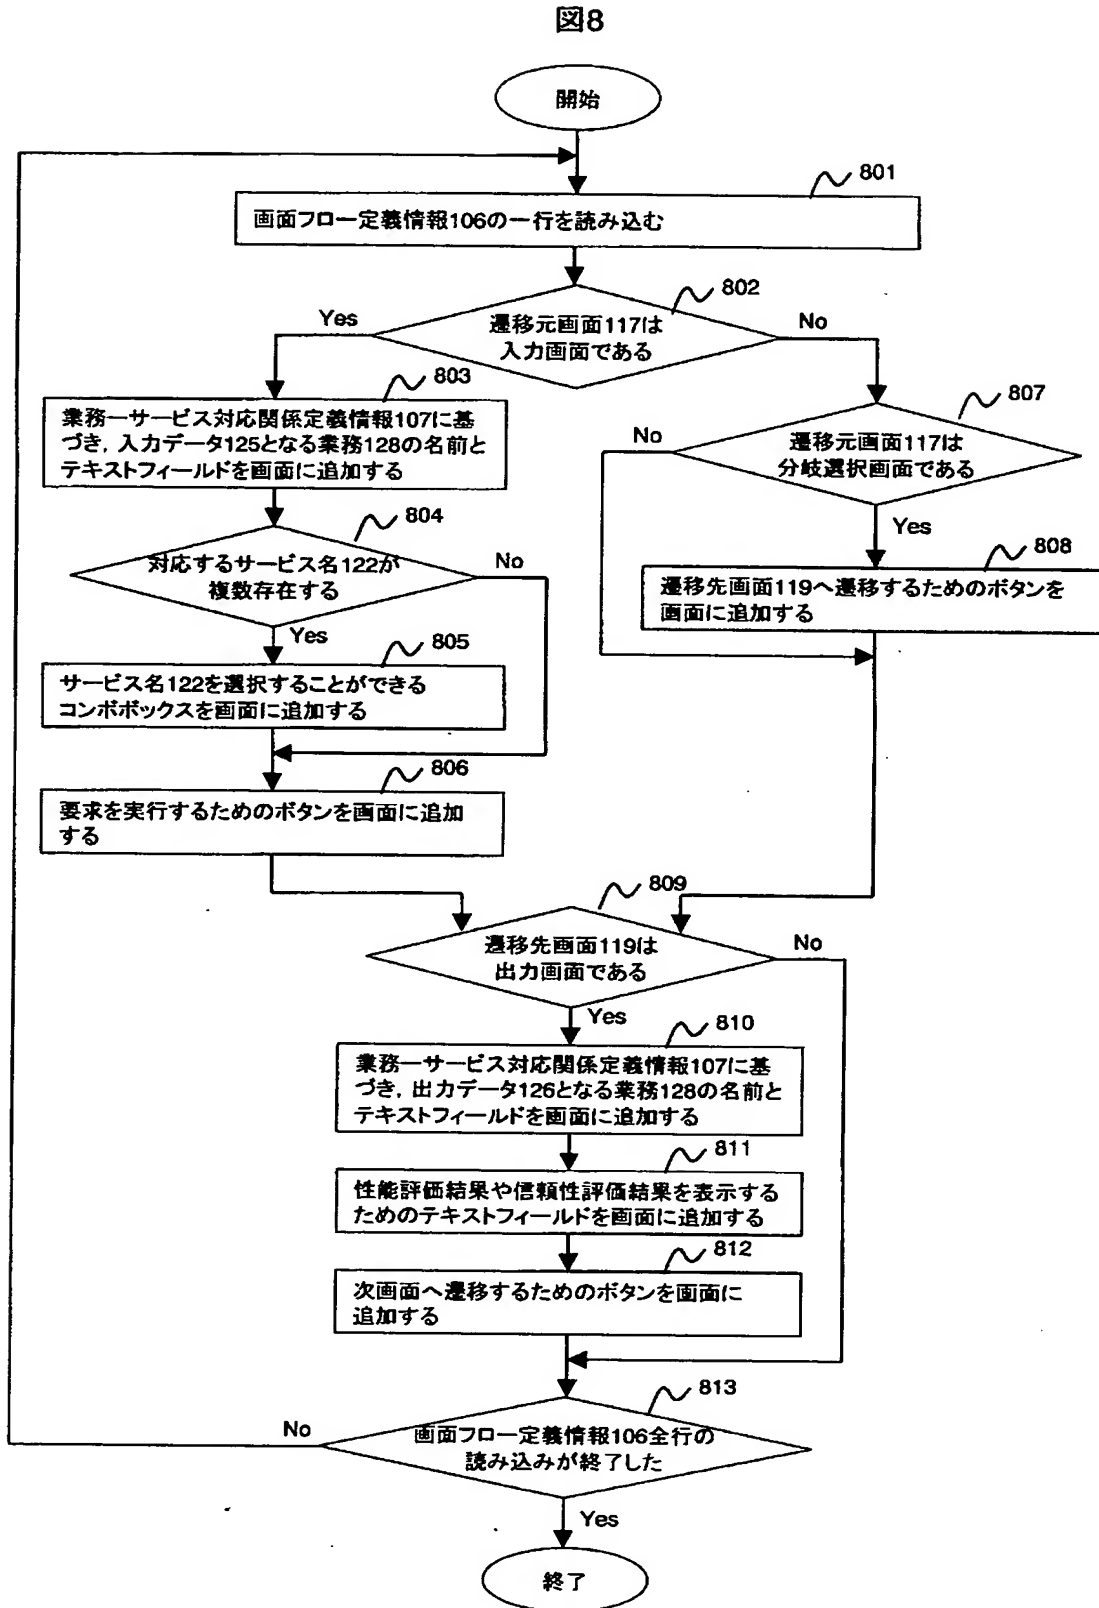 図8
開始
801
画面フロー定義情報106の一行を読み込む
802
遷移元画面117は
入力画面である
Yes
No
803
業務ーサービス対応関係定義情報107に基
づき，入力データ125となる業務128の名前と
テキストフィールドを画面に追加する
807
遷移元画面117は
分岐選択画面である
No
Yes
804
対応するサービス名122が
複数存在する
No
Yes
808
遷移先画面119へ遷移するためのボタンを
画面に追加する
805
サービス名122を選択することができる
コンボボックスを画面に追加する
806
要求を実行するためのボタンを画面に追加
する
809
遷移先画面119は
出力画面である
No
Yes
810
業務ーサービス対応関係定義情報107に基
づき，出力データ126となる業務128の名前と
テキストフィールドを画面に追加する
811
性能評価結果や信頼性評価結果を表示する
ためのテキストフィールドを画面に追加する
812
次画面へ遷移するためのボタンを画面に
追加する
813
画面フロー定義情報106全行の
読み込みが終了した
No
Yes
終了